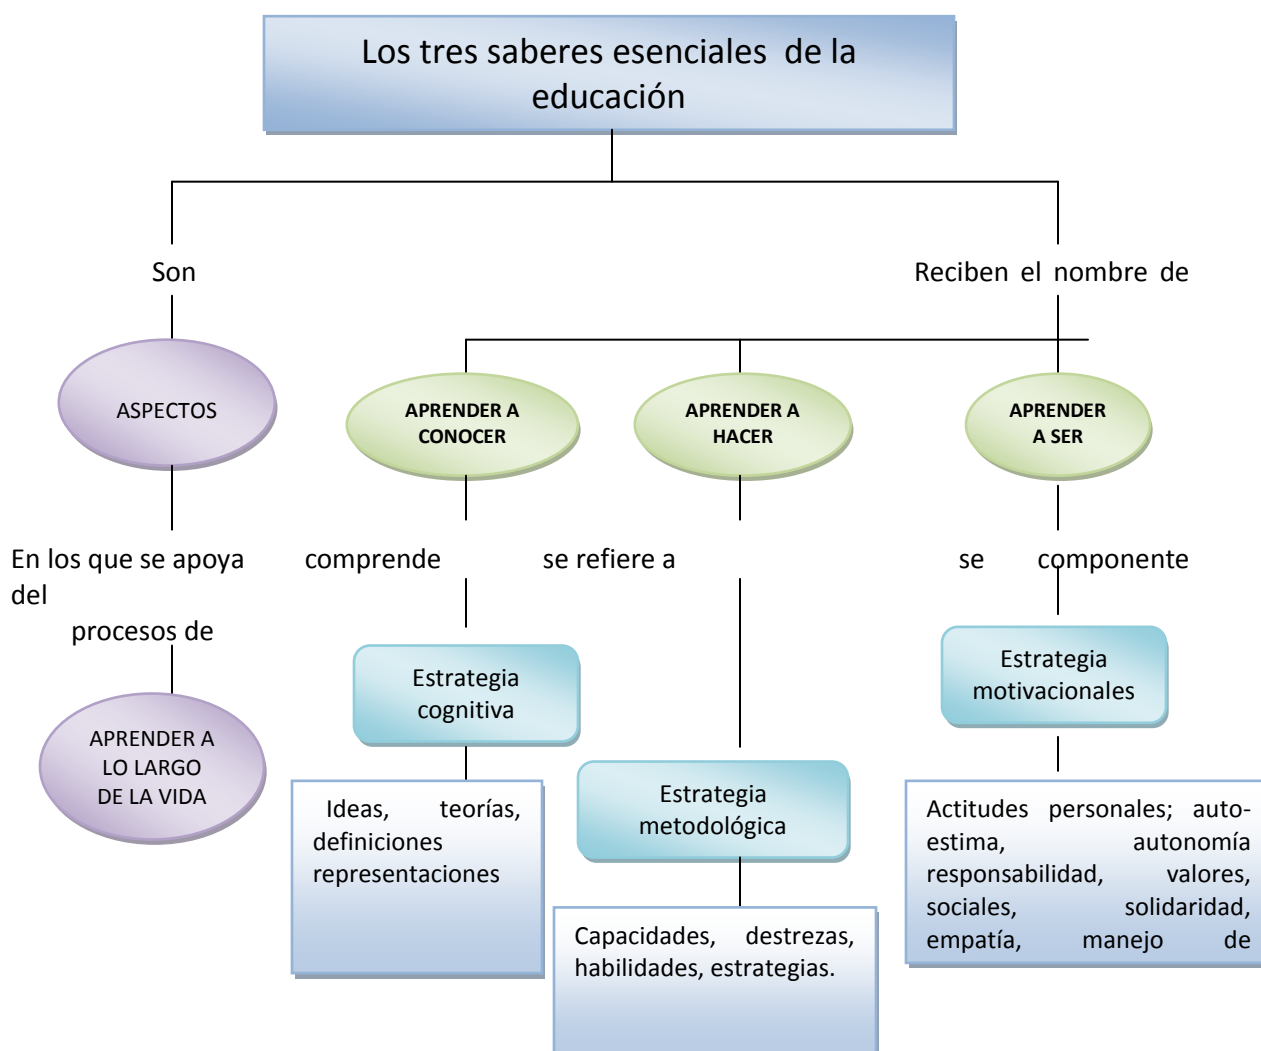 Los tres saberes esenciales de la
educación
Son
Reciben el nombre de
ASPECTOS
APRENDER A
CONOCER
APRENDER A
HACER
APRENDER
A SER
En los que se apoya
del
procesos de
comprende
se refiere a
se componente
APRENDER A
LO LARGO
DE LA VIDA
Estrategia
cognitiva
Ideas, teorías,
definiciones
representaciones
Estrategia
metodológica
Capacidades, destrezas,
habilidades, estrategias.
Estrategia
motivacionales
Actitudes personales; auto-
estima, autonomía
responsabilidad, valores,
sociales, solidaridad,
empatía, manejo de